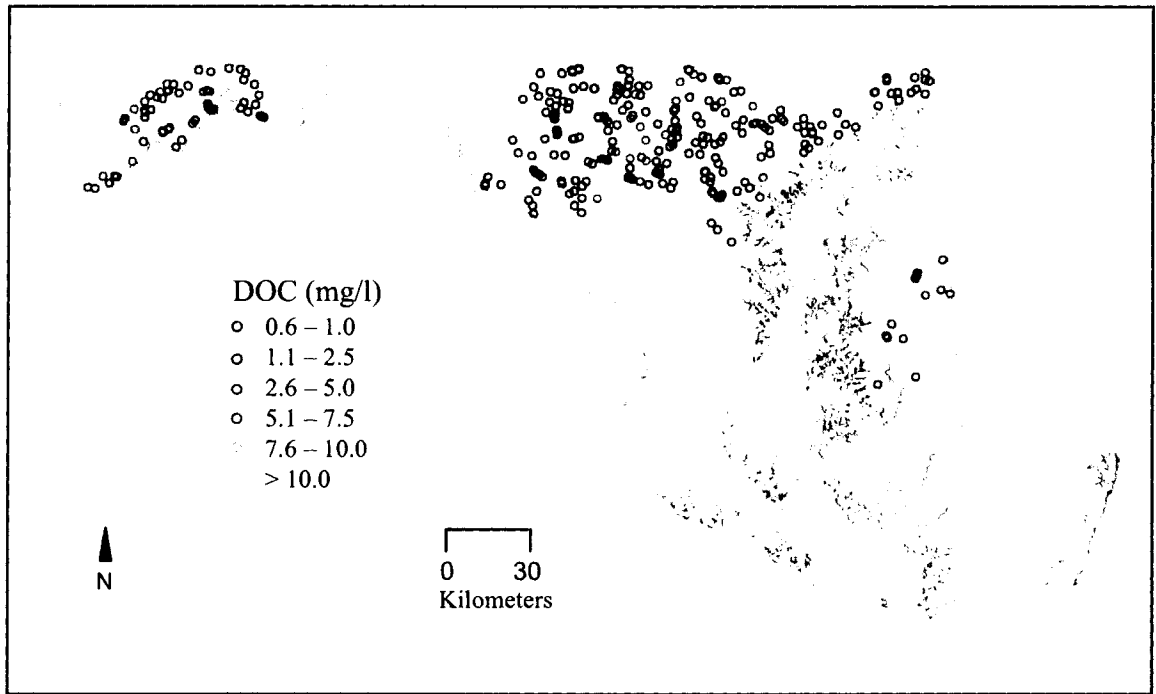 DOC (mg/l)
0.6 – 1.0
1.1 – 2.5
2.6 – 5.0
5.1 – 7.5
7.6 – 10.0
> 10.0
N
0 30
Kilometers